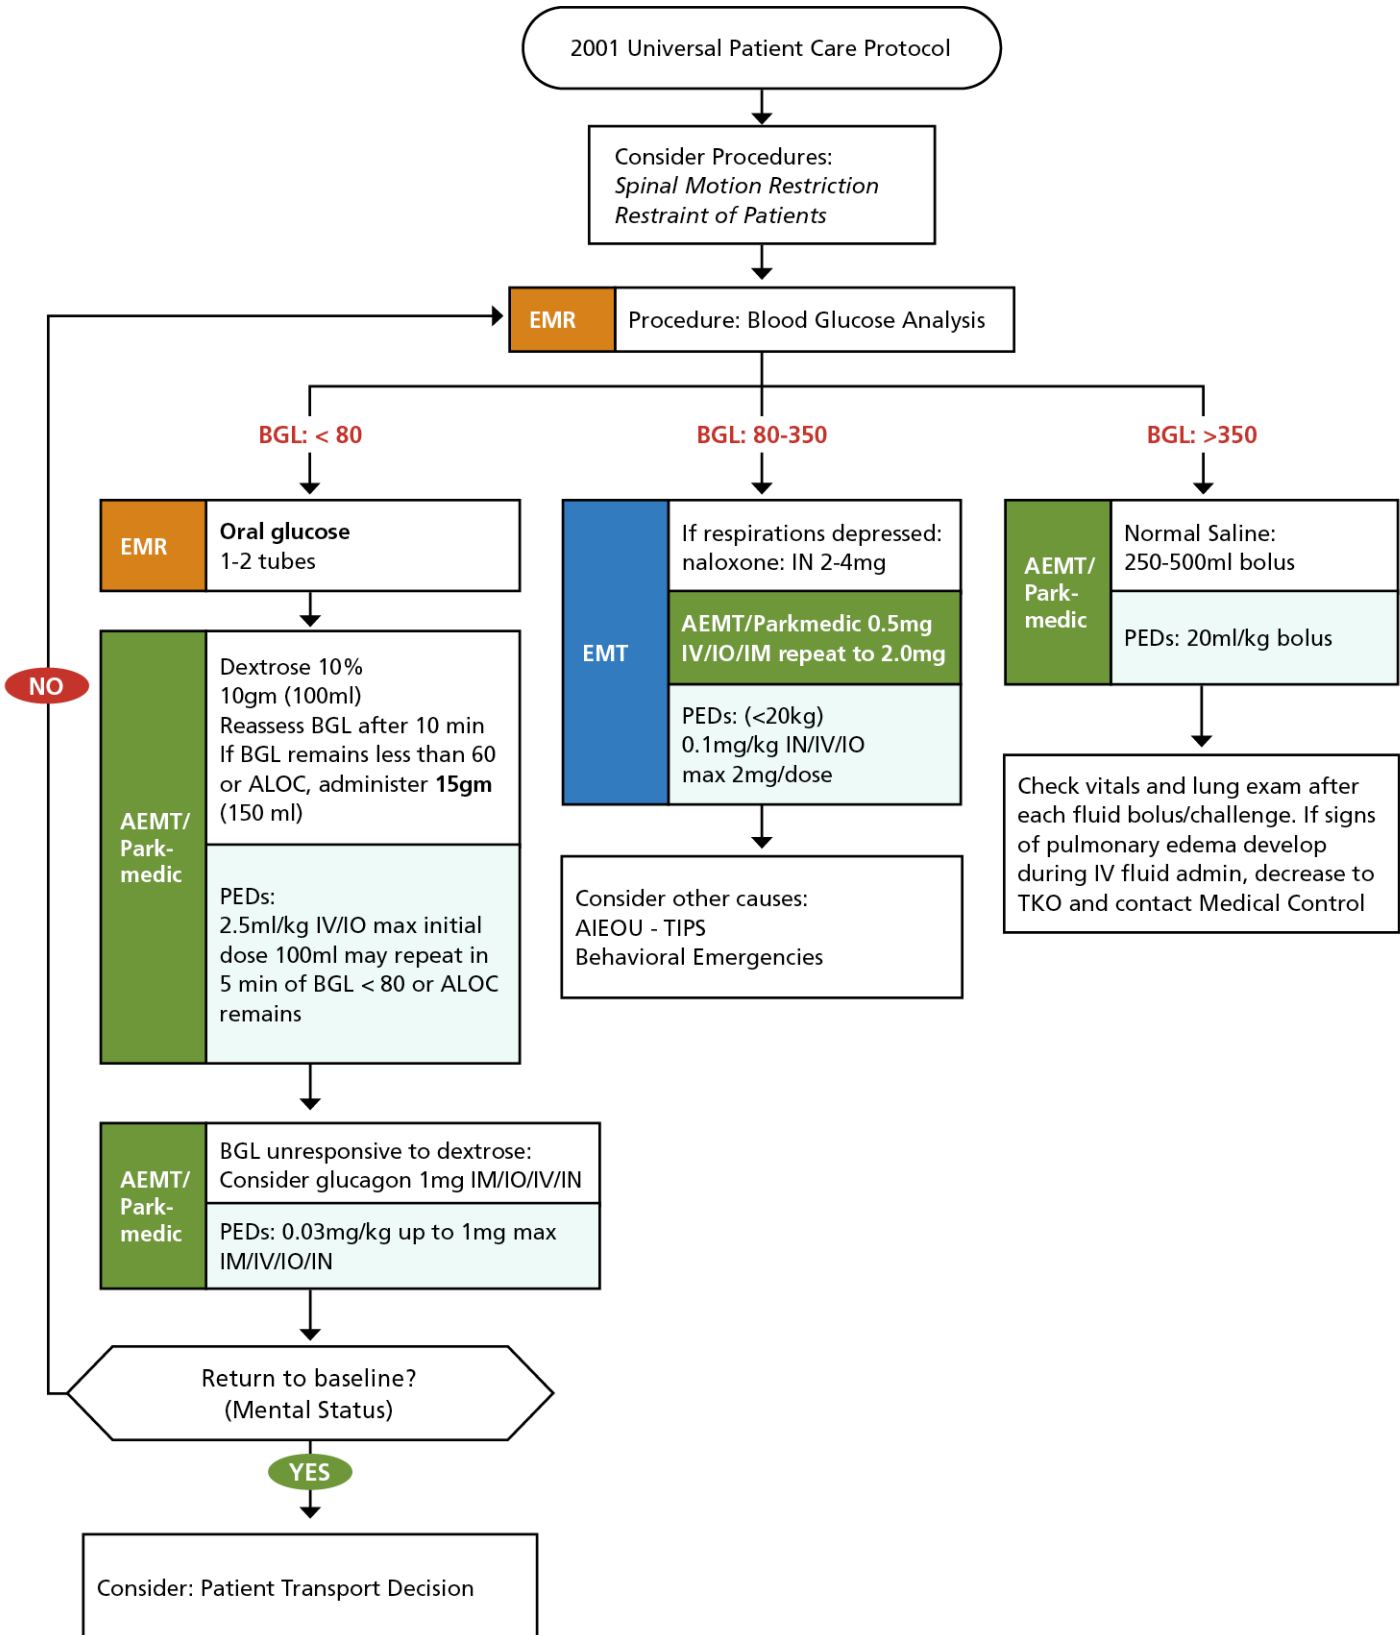 2001 Universal Patient Care Protocol
Consider Procedures:
Spinal Motion Restriction
Restraint of Patients
EMR
Procedure: Blood Glucose Analysis
BGL: < 80
BGL: 80-350
BGL: >350
EMR
Oral glucose
1-2 tubes
AEMT/
Park-
medic
Dextrose 10%
10gm (100ml)
Reassess BGL after 10 min
If BGL remains less than 60
or ALOC, administer 15gm
(150 ml)
PEDs:
2.5ml/kg IV/IO max initial
dose 100ml may repeat in
5 min of BGL < 80 or ALOC
remains
AEMT/
Park-
medic
BGL unresponsive to dextrose:
Consider glucagon 1mg IM/IO/IV/IN
PEDs: 0.03mg/kg up to 1mg max
IM/IV/IO/IN
Return to baseline?
(Mental Status)
NO
YES
Consider: Patient Transport Decision
EMT
If respirations depressed:
naloxone: IN 2-4mg
AEMT/Parkmedic 0.5mg
IV/IO/IM repeat to 2.0mg
PEDs: (<20kg)
0.1mg/kg IN/IV/IO
max 2mg/dose
Consider other causes:
AIEOU - TIPS
Behavioral Emergencies
AEMT/
Park-
medic
Normal Saline:
250-500ml bolus
PEDs: 20ml/kg bolus
Check vitals and lung exam after
each fluid bolus/challenge. If signs
of pulmonary edema develop
during IV fluid admin, decrease to
TKO and contact Medical Control